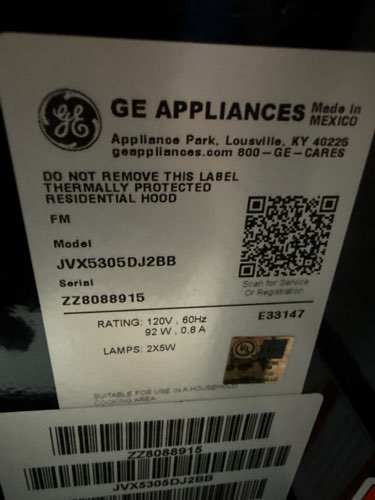 GE
GE APPLIANCES Made in MEXICO
Appliance Park, Lousville, KY 40225
geappliances.com 800-GE-CARES
DO NOT REMOVE THIS LABEL
THERMALLY PROTECTED
RESIDENTIAL HOOD
FM
Model
JVX5305DJ2BB
Serial
ZZ8088915
Scan for Service
Or Registration
RATING: 120V , 60Hz
92 W , 0.8 A
E33147
LAMPS: 2X5W
UL
SUITABLE FOR USE IN A HOUSEHOLD
COOKING AREA
ZZ8088915
JVX5305DJ2BB